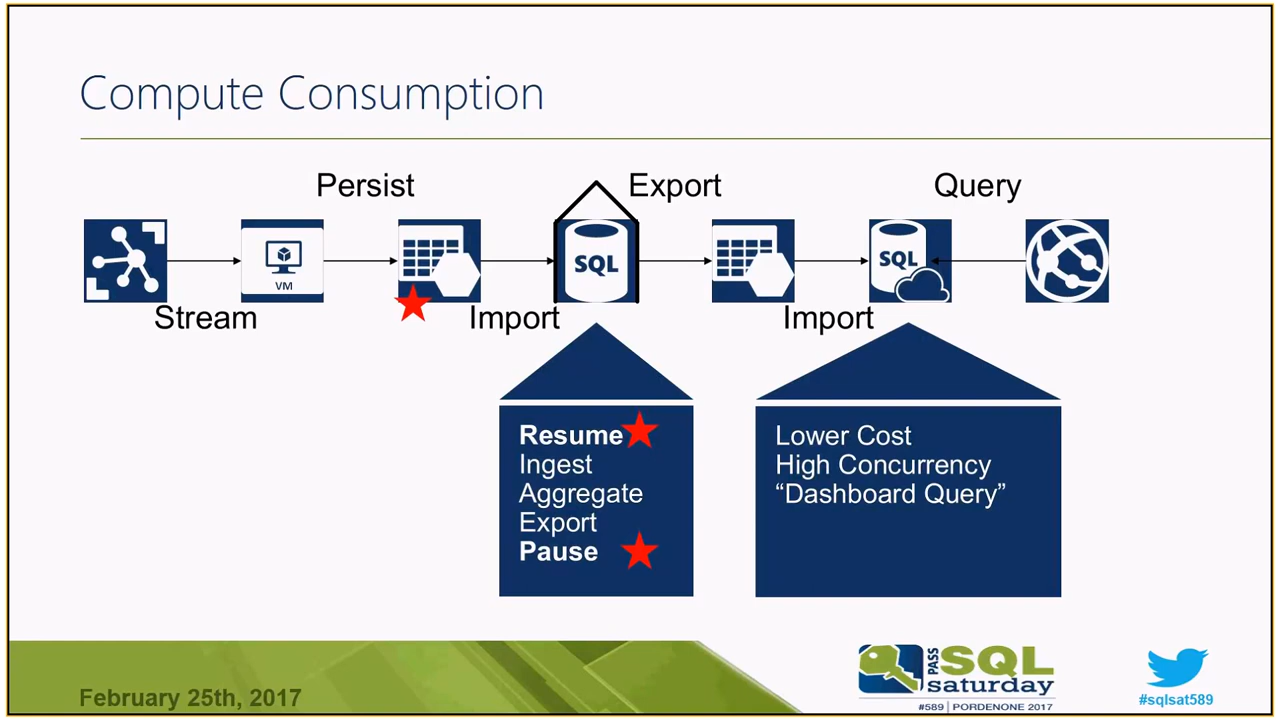 Compute Consumption
Persist
Export
Query
VM
SQL
SQL
Stream
Import
Import
Resume
Ingest
Aggregate
Export
Pause
Lower Cost
High Concurrency
“Dashboard Query”
February 25th, 2017
PASS
SQL
saturday
#589 | PORDENONE 2017
#sqlsat589